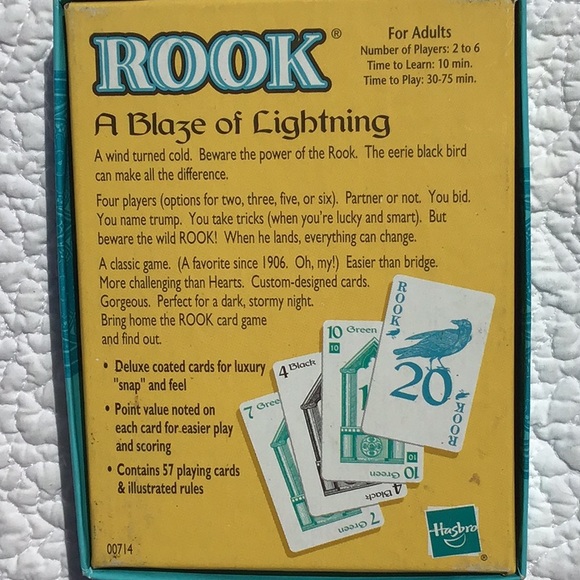 ROOK®
For Adults
Number of Players: 2 to 6
Time to Learn: 10 min.
Time to Play: 30-75 min.
A Blaze of Lightning
A wind turned cold. Beware the power of the Rook. The eerie black bird
can make all the difference.
Four players (options for two, three, five, or six). Partner or not. You bid.
You name trump. You take tricks (when you're lucky and smart). But
beware the wild ROOK! When he lands, everything can change.
A classic game. (A favorite since 1906. Oh, my!) Easier than bridge.
More challenging than Hearts. Custom-designed cards.
Gorgeous. Perfect for a dark, stormy night.
Bring home the ROOK card game
and find out.
• Deluxe coated cards for luxury
"snap" and feel
• Point value noted on
each card for easier play
and scoring
• Contains 57 playing cards
& illustrated rules
7 Green
7 Green
4 Black
4 Black
10 Green
10
10 Green
10
ROOK
20
ROOK
00714
Hasbro
®